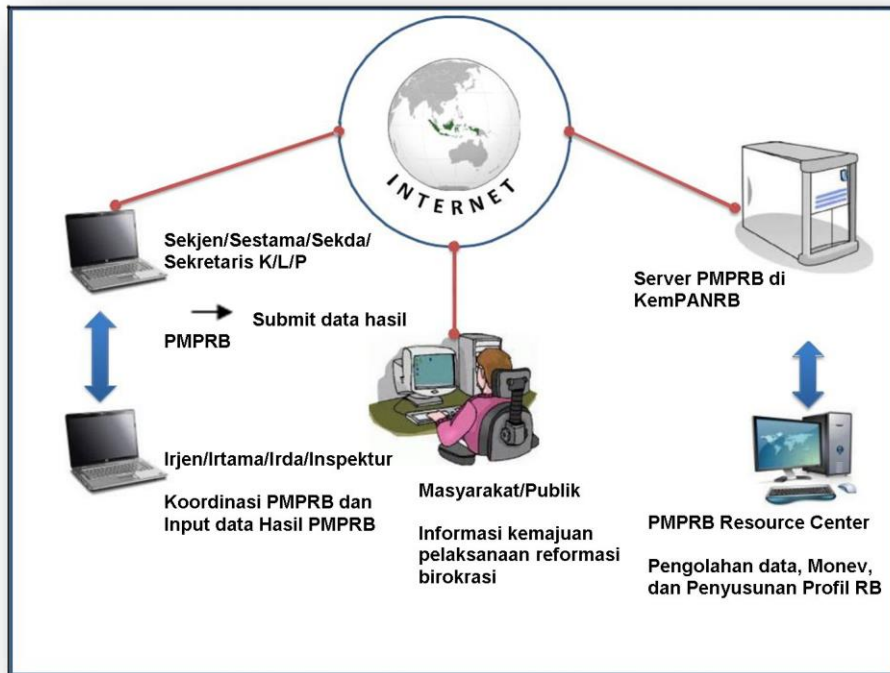 INTERNET
Sekjen/Sestama/Sekda/
Sekretaris K/L/P
Submit data hasil
PMPRB
Irjen/Irtama/Irda/Inspektur
Koordinasi PMPRB dan
Input data Hasil PMPRB
Masyarakat/Publik
Informasi kemajuan
pelaksanaan reformasi
birokrasi
Server PMPRB di
KemPANRB
PMPRB Resource Center
Pengolahan data, Monev,
dan Penyusunan Profil RB